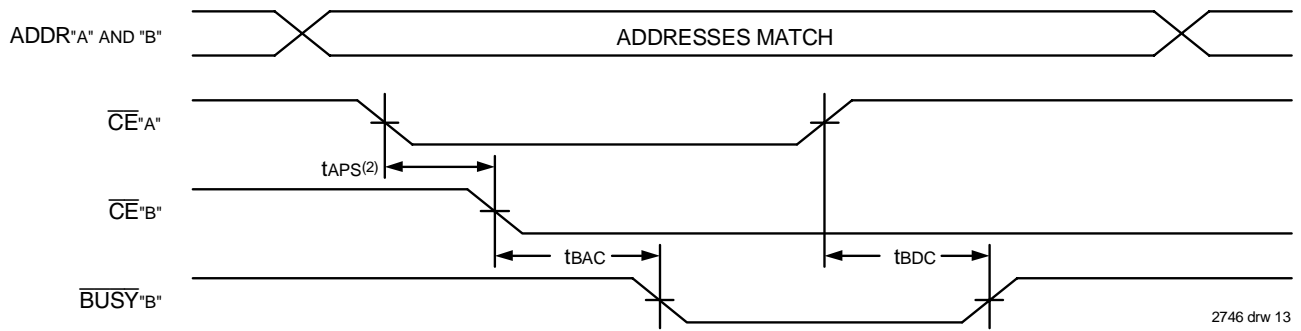 ADDR"A" AND "B"
ADDRESSES MATCH
CE"A"
tAPS(2)
CE"B"
tBAC
tBDC
BUSY"B"
2746 drw 13